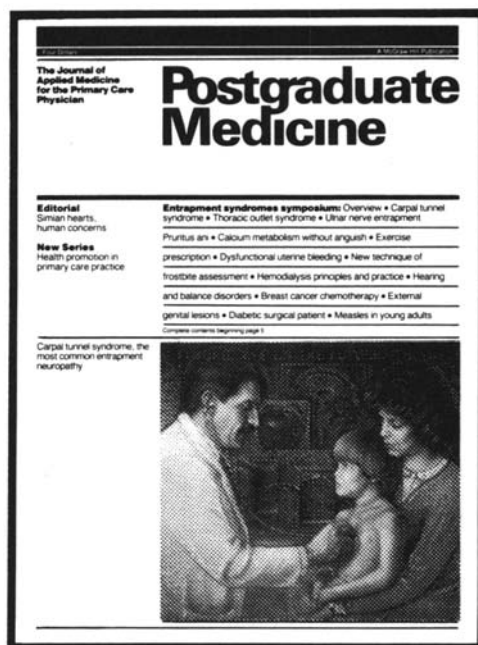 Four Dollars
A McGraw-Hill Publication
The Journal of
Applied Medicine
for the Primary Care
Physician
Postgraduate
Medicine
Editorial
Simian hearts,
human concerns
New Series
Health promotion in
primary care practice
Entrapment syndromes symposium: Overview • Carpal tunnel
syndrome • Thoracic outlet syndrome • Ulnar nerve entrapment
Pruritus ani • Calcium metabolism without anguish • Exercise
prescription • Dysfunctional uterine bleeding • New technique of
frostbite assessment • Hemodialysis principles and practice • Hearing
and balance disorders • Breast cancer chemotherapy • External
genital lesions • Diabetic surgical patient • Measles in young adults
Complete contents beginning page 5
Carpal tunnel syndrome, the
most common entrapment
neuropathy